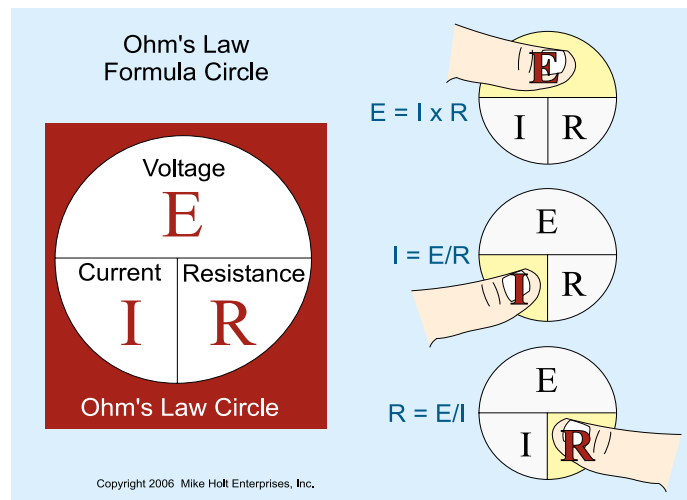 Ohm's Law
Formula Circle
Voltage
E
Current
Resistance
I
R
Ohm's Law Circle
Copyright 2006 Mike Holt Enterprises, Inc.
E
E = I x R
I
R
E
I = E/R
I
R
E
R = E/I
I
R